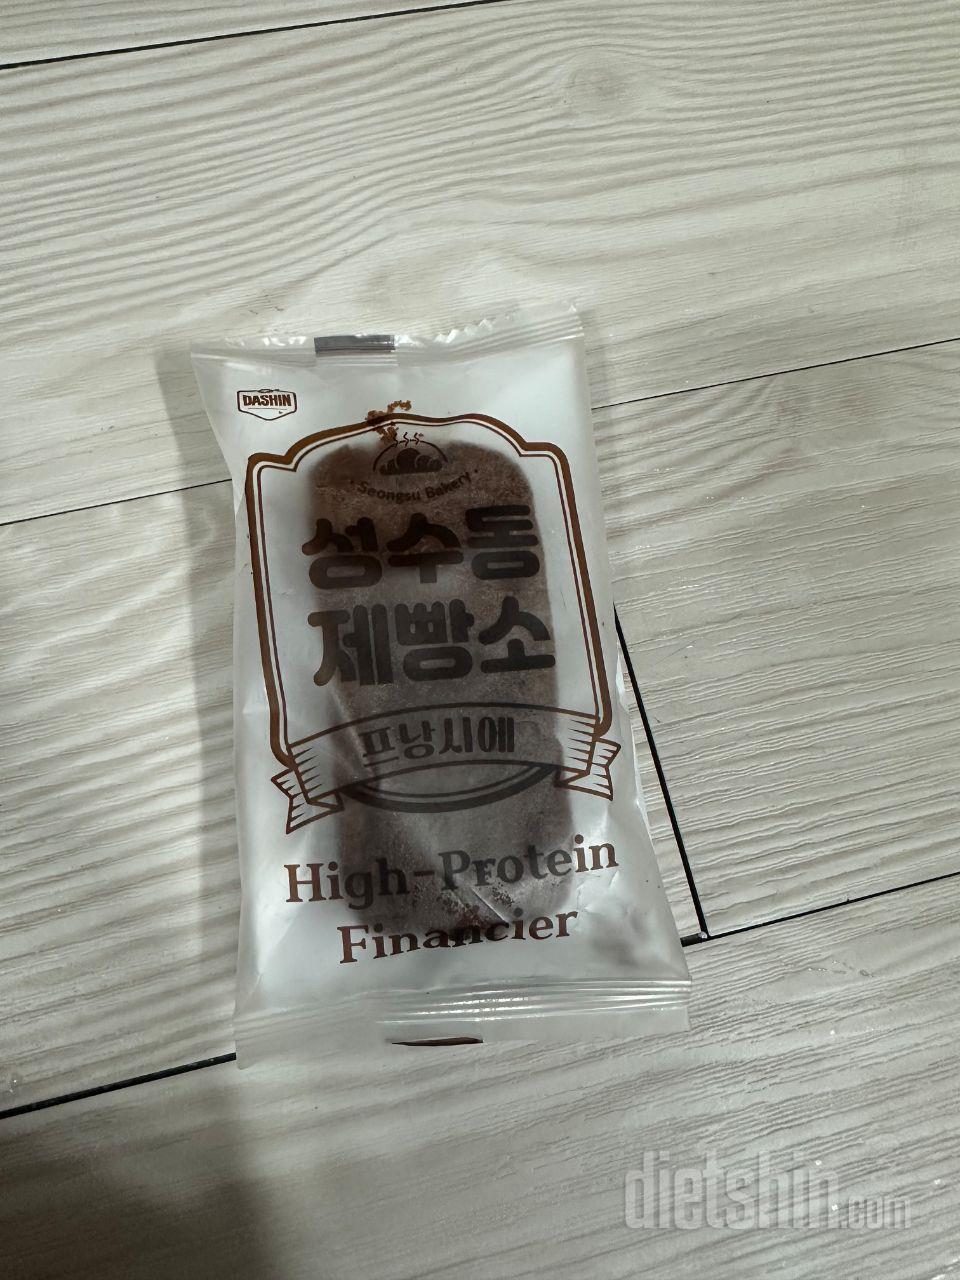 DASHIN
Seongsu Bakery
성수동
제빵소
프낭시에
High-Protein
Financier
dietshin.com